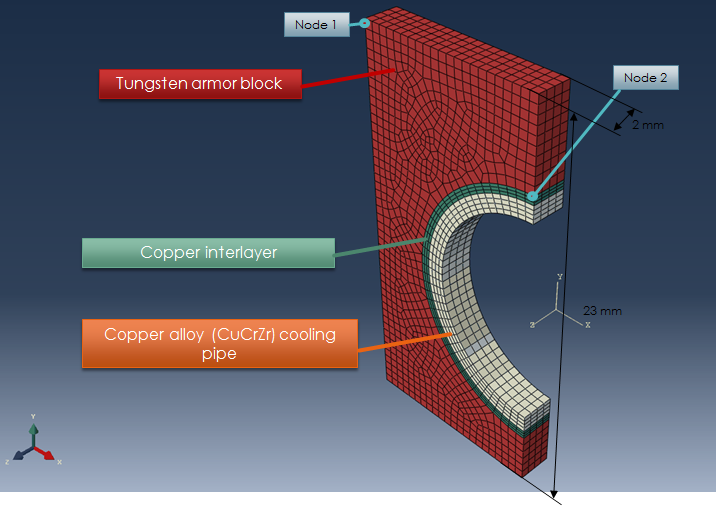 Node 1
Node 2
Tungsten armor block
2 mm
Copper interlayer
Y
23 mm
Z
X
Copper alloy (CuCrZr) cooling
pipe
Y
Z
X